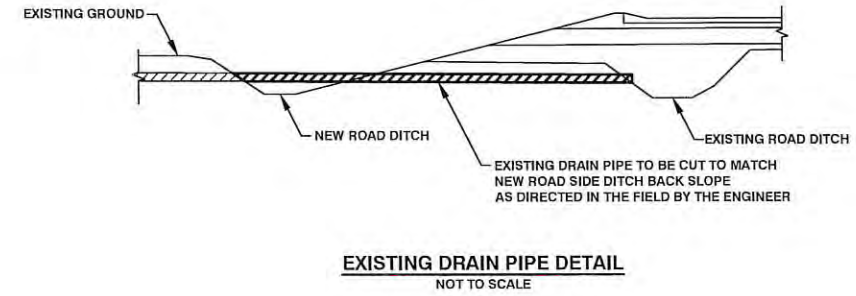 EXISTING GROUND
NEW ROAD DITCH
EXISTING ROAD DITCH
EXISTING DRAIN PIPE TO BE CUT TO MATCH
NEW ROAD SIDE DITCH BACK SLOPE
AS DIRECTED IN THE FIELD BY THE ENGINEER
EXISTING DRAIN PIPE DETAIL
NOT TO SCALE